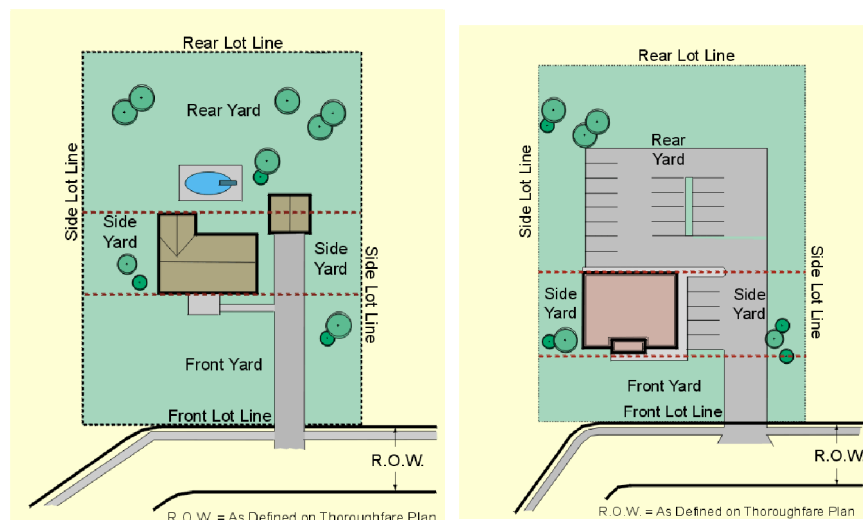 Rear Lot Line
Rear Yard
Side Lot Line
Side
Yard
Side
Yard
Side Lot Line
Front Yard
Front Lot Line
R.O.W.
R.O.W. = As Defined on Thoroughfare Plan
Rear Lot Line
Rear
Yard
Side Lot Line
Side
Yard
Side
Yard
Side Lot Line
Front Yard
Front Lot Line
R.O.W.
R.O.W. = As Defined on Thoroughfare Plan